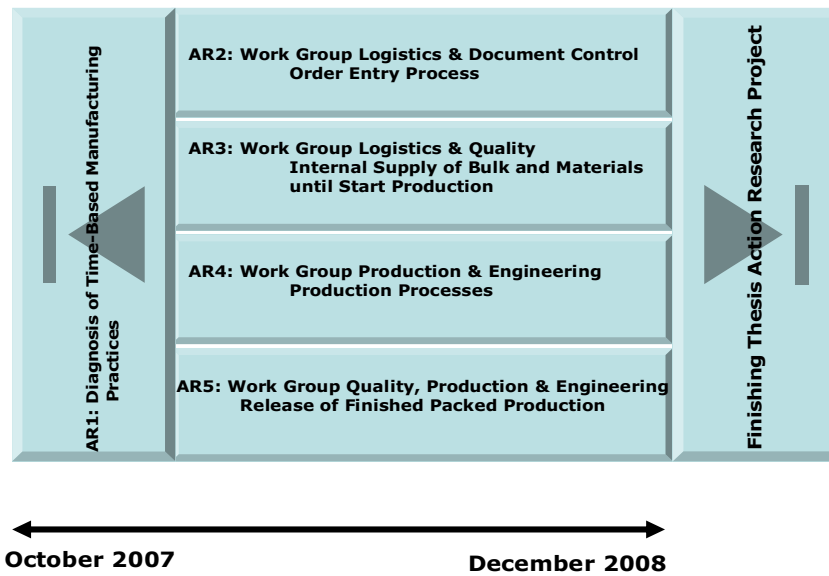 AR1: Diagnosis of Time-Based Manufacturing
Practices
AR2: Work Group Logistics & Document Control
Order Entry Process
AR3: Work Group Logistics & Quality
Internal Supply of Bulk and Materials
until Start Production
AR4: Work Group Production & Engineering
Production Processes
AR5: Work Group Quality, Production & Engineering
Release of Finished Packed Production
Finishing Thesis Action Research Project
October 2007
December 2008